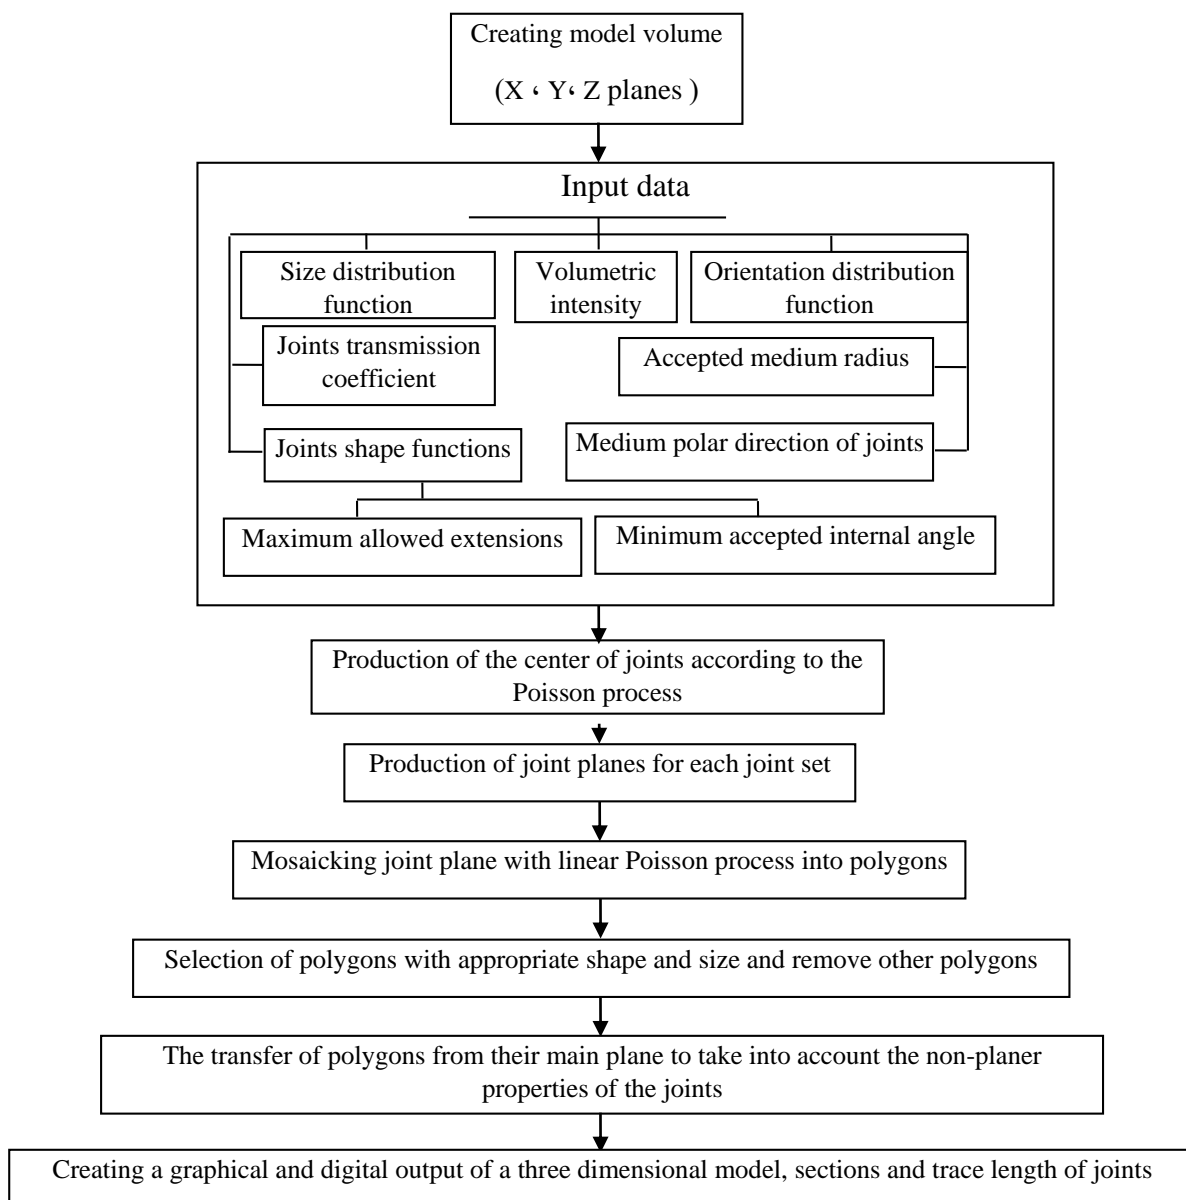 Creating model volume
(X ، Y، Z planes )
Input data
Size distribution
function
Volumetric
intensity
Orientation distribution
function
Joints transmission
coefficient
Accepted medium radius
Joints shape functions
Medium polar direction of joints
Maximum allowed extensions
Minimum accepted internal angle
Production of the center of joints according to the
Poisson process
Production of joint planes for each joint set
Mosaicking joint plane with linear Poisson process into polygons
Selection of polygons with appropriate shape and size and remove other polygons
The transfer of polygons from their main plane to take into account the non-planer
properties of the joints
Creating a graphical and digital output of a three dimensional model, sections and trace length of joints